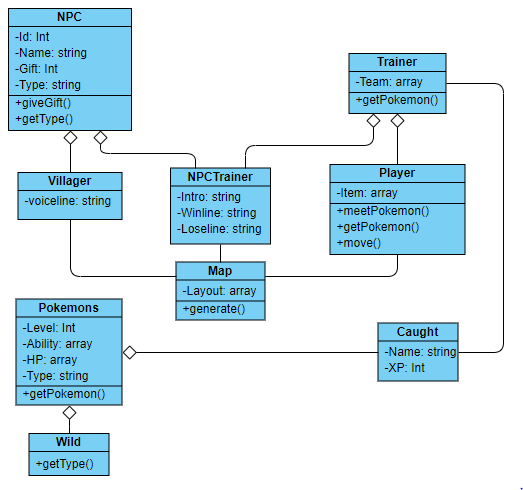 NPC
-Id: Int
-Name: string
-Gift: Int
-Type: string
+giveGift()
+getType()
Trainer
-Team: array
+getPokemon()
Villager
-voiceline: string
NPCTrainer
-Intro: string
-Winline: string
-Loseline: string
Player
-Item: array
+meetPokemon()
+getPokemon()
+move()
Map
-Layout: array
+generate()
Pokemons
-Level: Int
-Ability: array
-HP: array
-Type: string
+getPokemon()
Caught
-Name: string
-XP: Int
Wild
+getType()